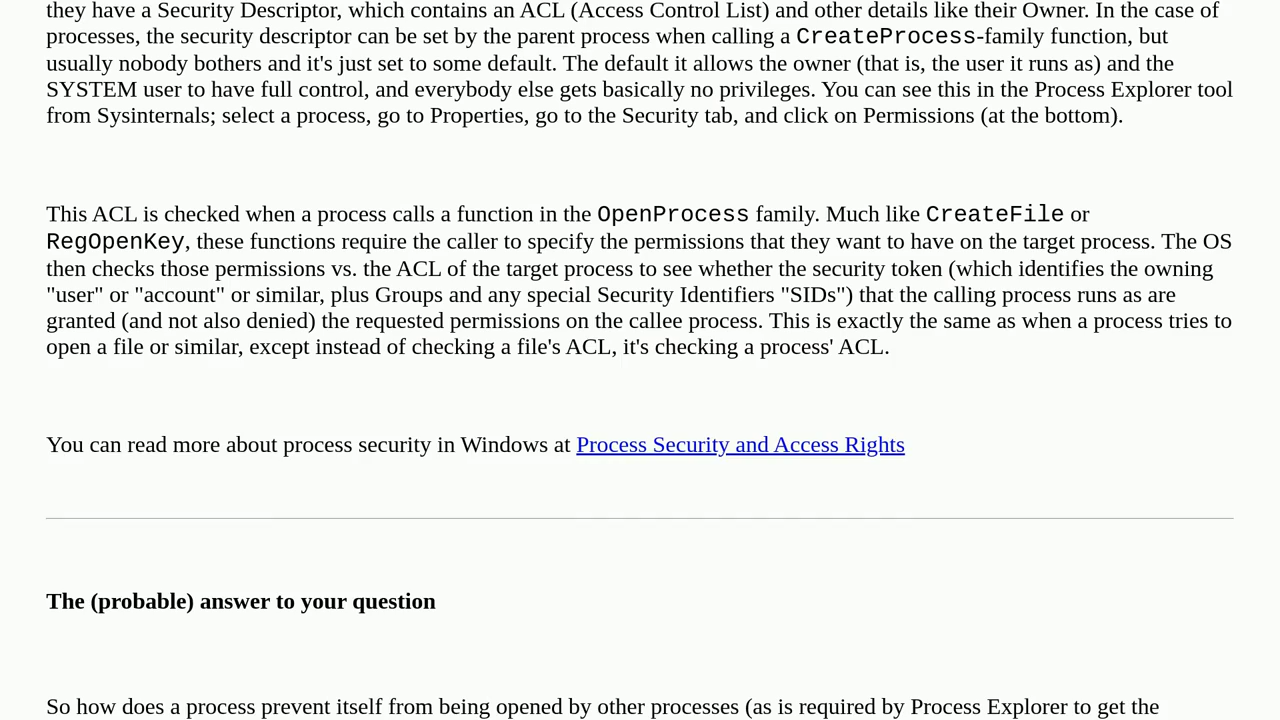 they have a Security Descriptor, which contains an ACL (Access Control List) and other details like their Owner. In the case of
processes, the security descriptor can be set by the parent process when calling a CreateProcess-family function, but
usually nobody bothers and it's just set to some default. The default it allows the owner (that is, the user it runs as) and the
SYSTEM user to have full control, and everybody else gets basically no privileges. You can see this in the Process Explorer tool
from Sysinternals; select a process, go to Properties, go to the Security tab, and click on Permissions (at the bottom).
This ACL is checked when a process calls a function in the OpenProcess family. Much like CreateFile or
RegOpenKey, these functions require the caller to specify the permissions that they want to have on the target process. The OS
then checks those permissions vs. the ACL of the target process to see whether the security token (which identifies the owning
"user" or "account" or similar, plus Groups and any special Security Identifiers "SIDs") that the calling process runs as are
granted (and not also denied) the requested permissions on the callee process. This is exactly the same as when a process tries to
open a file or similar, except instead of checking a file's ACL, it's checking a process' ACL.
You can read more about process security in Windows at Process Security and Access Rights
The (probable) answer to your question
So how does a process prevent itself from being opened by other processes (as is required by Process Explorer to get the